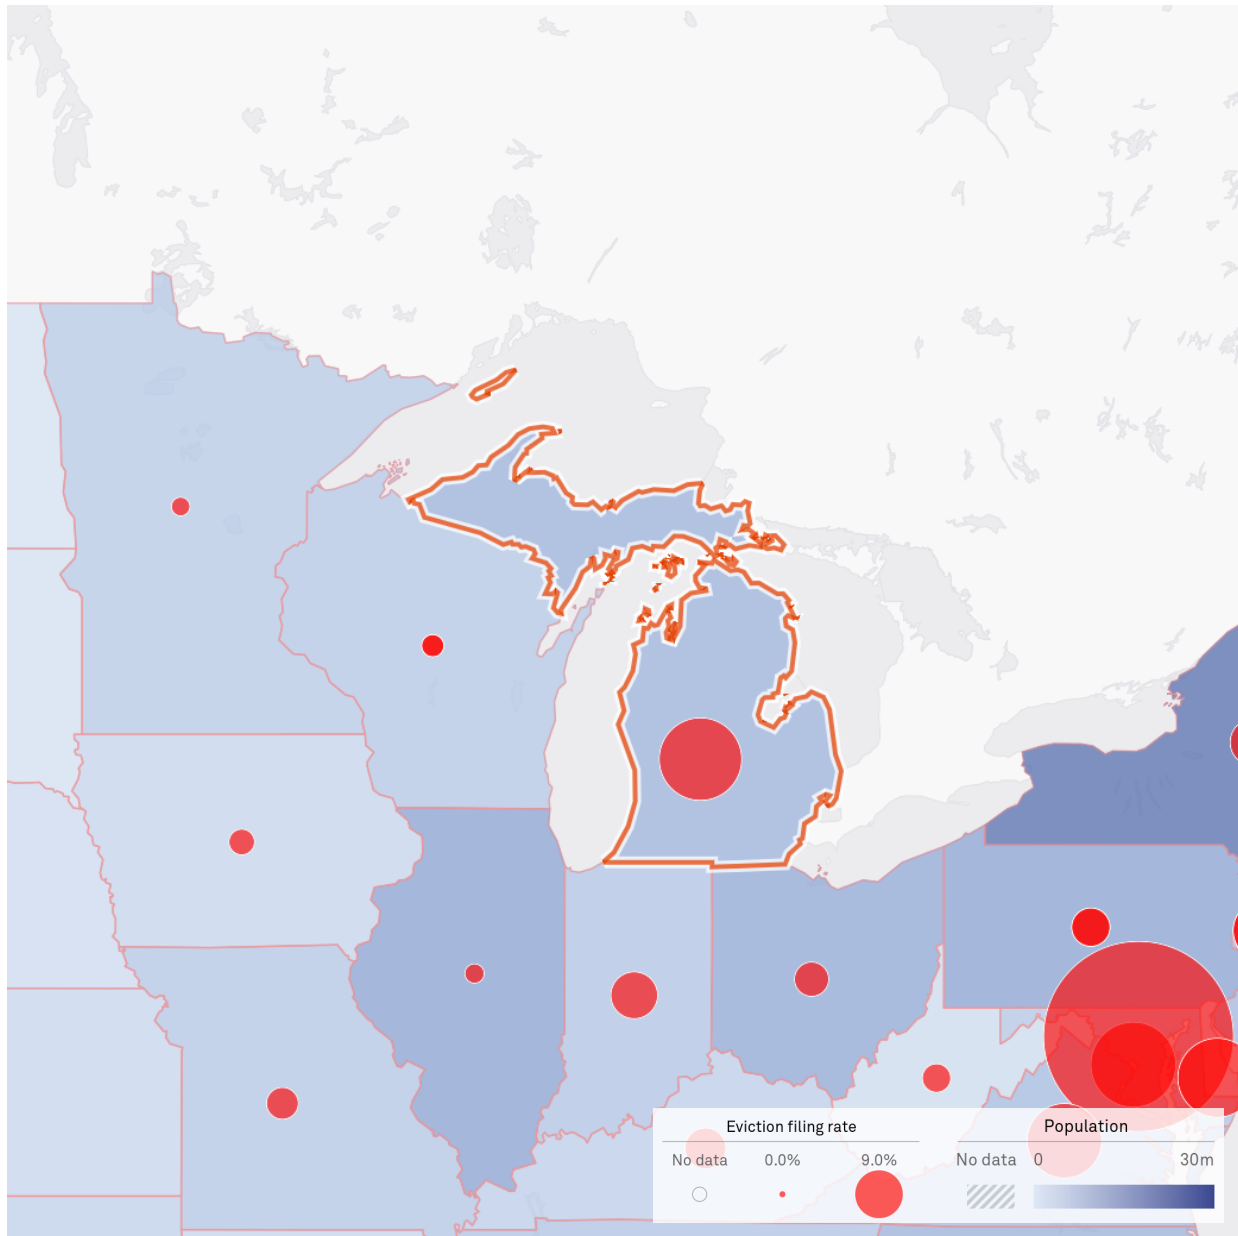 Eviction filing rate
Population
No data 0.0% 9.0%
No data 0 30m